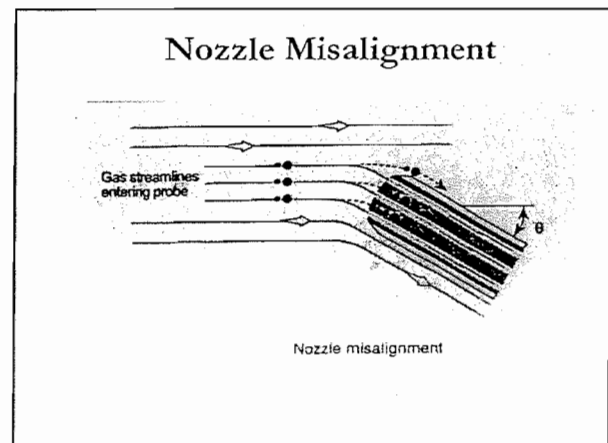 Nozzle Misalignment
Gas streamlines
entering probe
θ
Nozzle misalignment